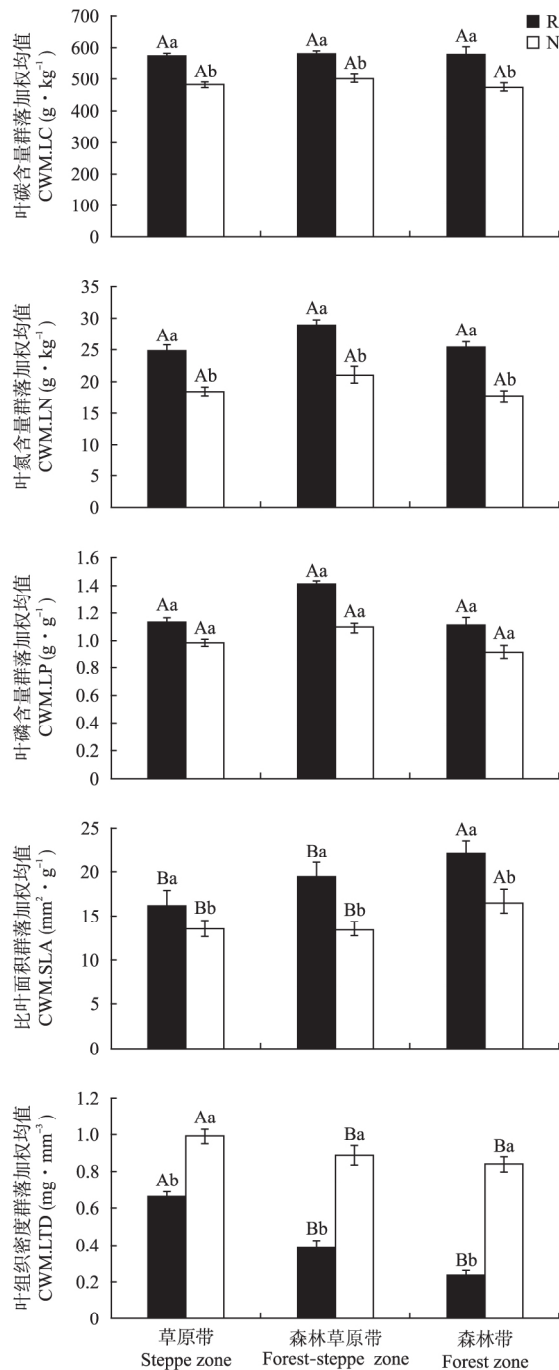 R
N
叶碳含量群落加权均值
CWM.LC (g·kg⁻¹)
700
600
500
400
300
200
100
0
Aa
Ab
Aa
Ab
Aa
Ab
叶氮含量群落加权均值
CWM.LN (g·kg⁻¹)
35
30
25
20
15
10
5
0
Aa
Ab
Aa
Ab
Aa
Ab
叶磷含量群落加权均值
CWM.LP (g·g⁻¹)
1.6
1.4
1.2
1.0
0.8
0.6
0.4
0.2
0
Aa
Aa
Aa
Aa
Aa
Aa
比叶面积群落加权均值
CWM.SLA (mm²·g⁻¹)
25
20
15
10
5
0
Ba
Bb
Ba
Bb
Aa
Ab
叶组织密度群落加权均值
CWM.LTD (mg·mm⁻³)
1.2
1.0
0.8
0.6
0.4
0.2
0
Ab
Aa
Bb
Ba
Bb
Ba
草原带
Steppe zone
森林草原带
Forest-steppe zone
森林带
Forest zone